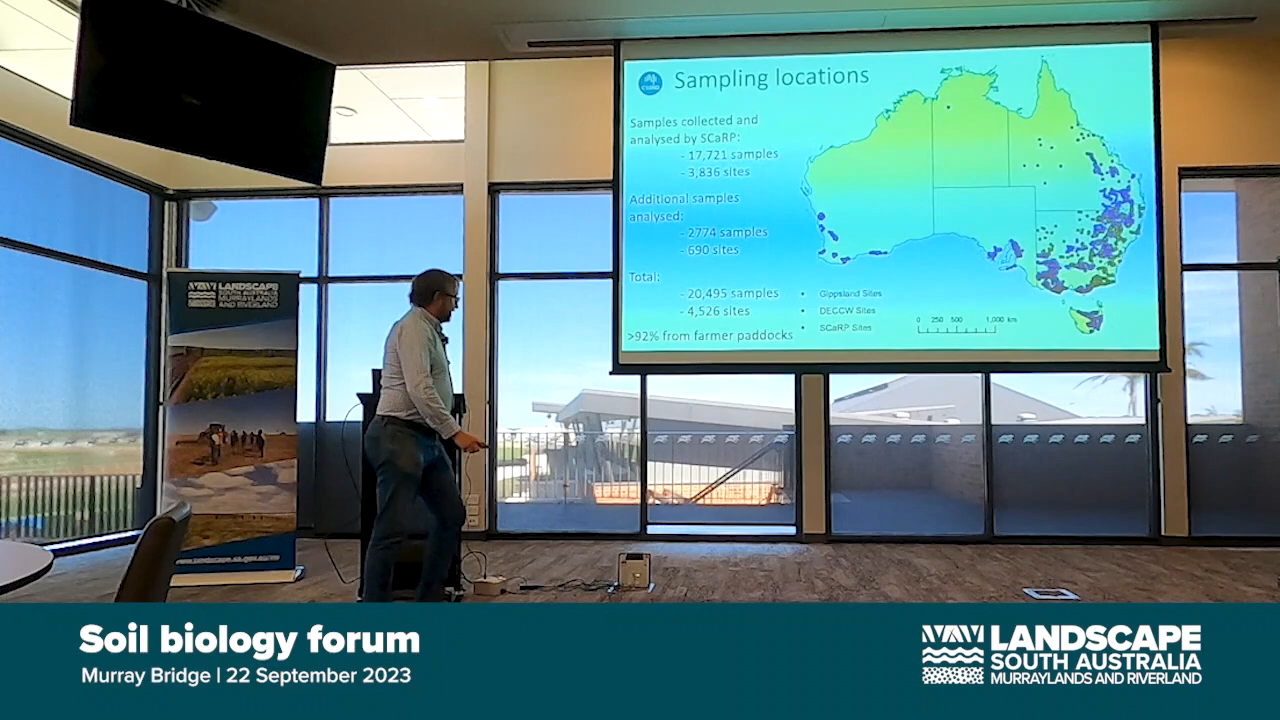 Sampling locations
Samples collected and
analysed by SCaRP:
- 17,721 samples
- 3,836 sites
Additional samples
analysed:
- 2774 samples
- 690 sites
Total:
- 20,495 samples
- 4,526 sites
>92% from farmer paddocks
• Gippsland Sites
• DECCW Sites
• SCaRP Sites
0 250 500 1,000 km
LANDSCAPE
SOUTH AUSTRALIA
MURRAYLANDS
AND RIVERLAND
Soil biology forum
Murray Bridge | 22 September 2023
LANDSCAPE
SOUTH AUSTRALIA
MURRAYLANDS AND RIVERLAND